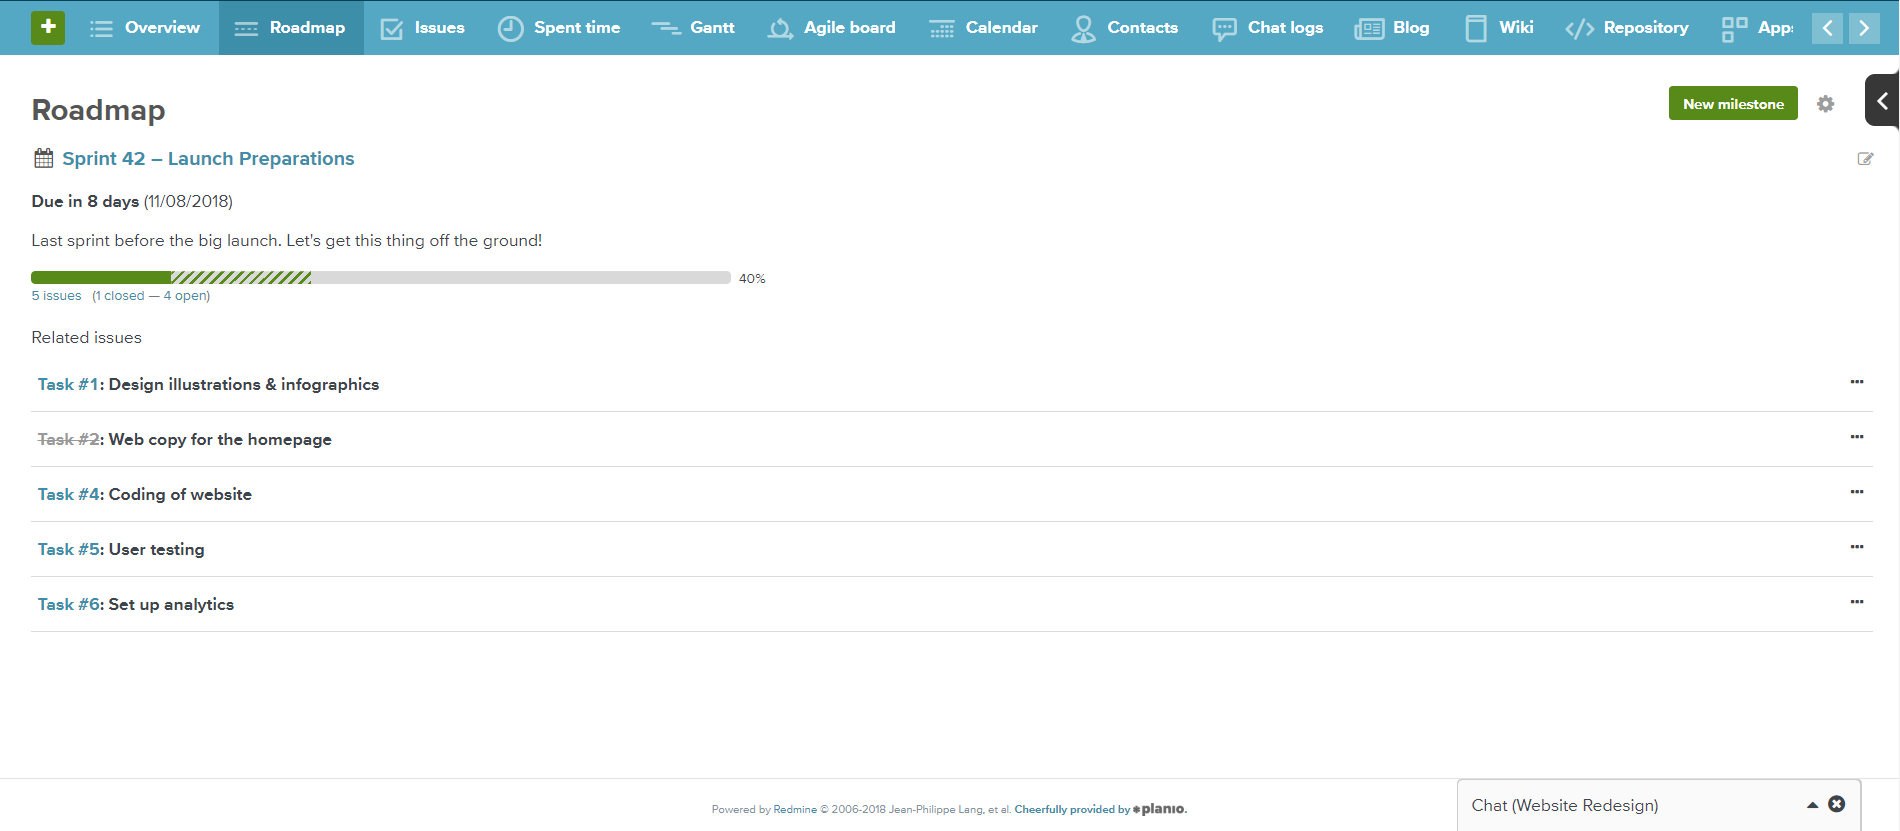 + Overview Roadmap Issues Spent time Gantt Agile board Calendar Contacts Chat logs Blog Wiki Repository Apps
Roadmap
New milestone
Sprint 42 – Launch Preparations
Due in 8 days (11/08/2018)
Last sprint before the big launch. Let's get this thing off the ground!
40%
5 issues (1 closed — 4 open)
Related issues
Task #1: Design illustrations & infographics
Task #2: Web copy for the homepage
Task #4: Coding of website
Task #5: User testing
Task #6: Set up analytics
Powered by Redmine © 2006-2018 Jean-Philippe Lang, et al. Cheerfully provided by planio.
Chat (Website Redesign)